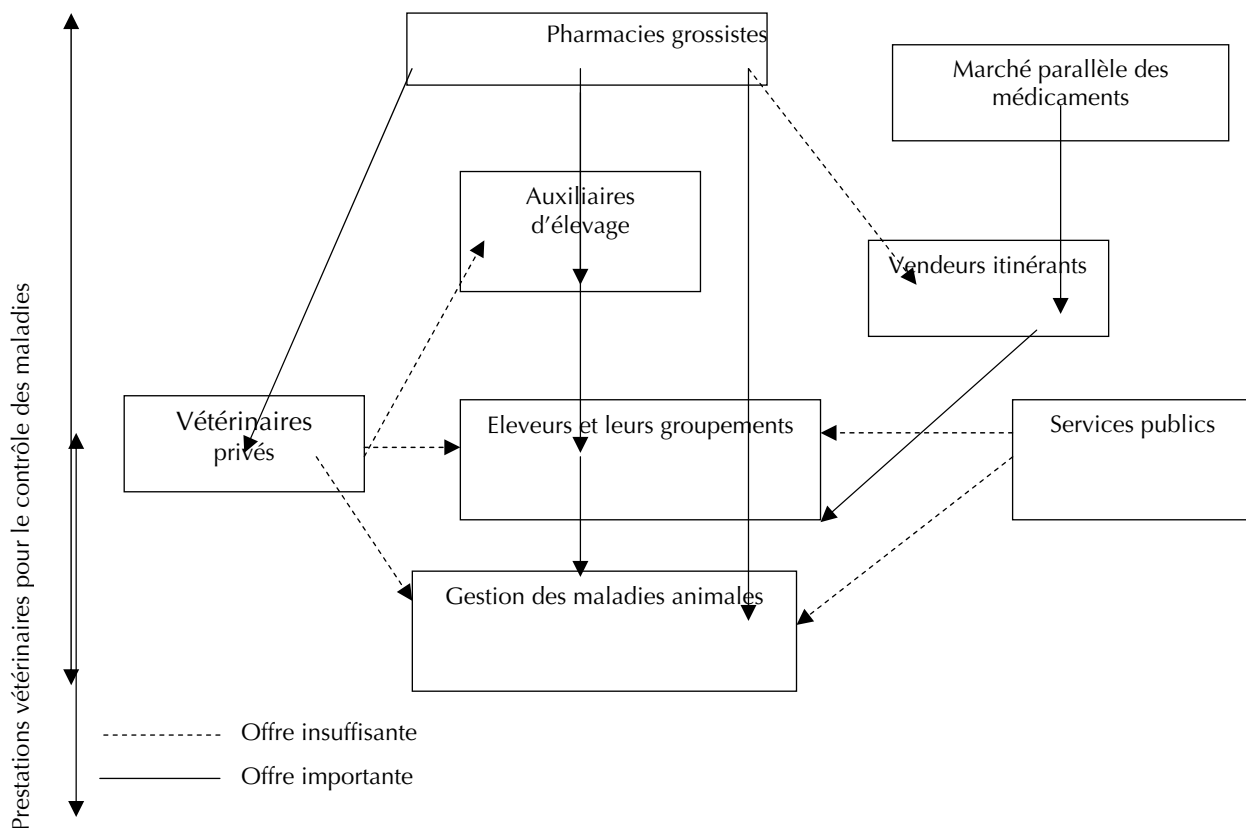 Pharmacies grossistes
Marché parallèle des
médicaments
Auxiliaires
d'élevage
Vendeurs itinérants
Vétérinaires
privés
Eleveurs et leurs groupements
Services publics
Gestion des maladies animales
Prestations vétérinaires pour le contrôle des maladies
Offre insuffisante
Offre importante